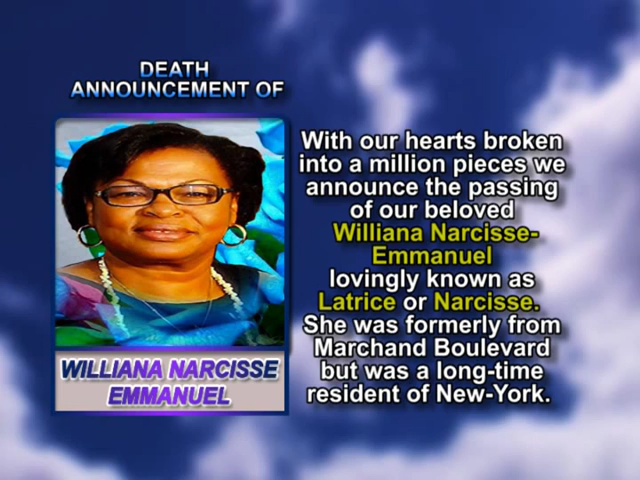 DEATH
ANNOUNCEMENT OF
WILLIANA NARCISSE
EMMANUEL
With our hearts broken
into a million pieces we
announce the passing
of our beloved
Williana Narcisse-
Emmanuel
lovingly known as
Latrice or Narcisse.
She was formerly from
Marchand Boulevard
but was a long-time
resident of New-York.